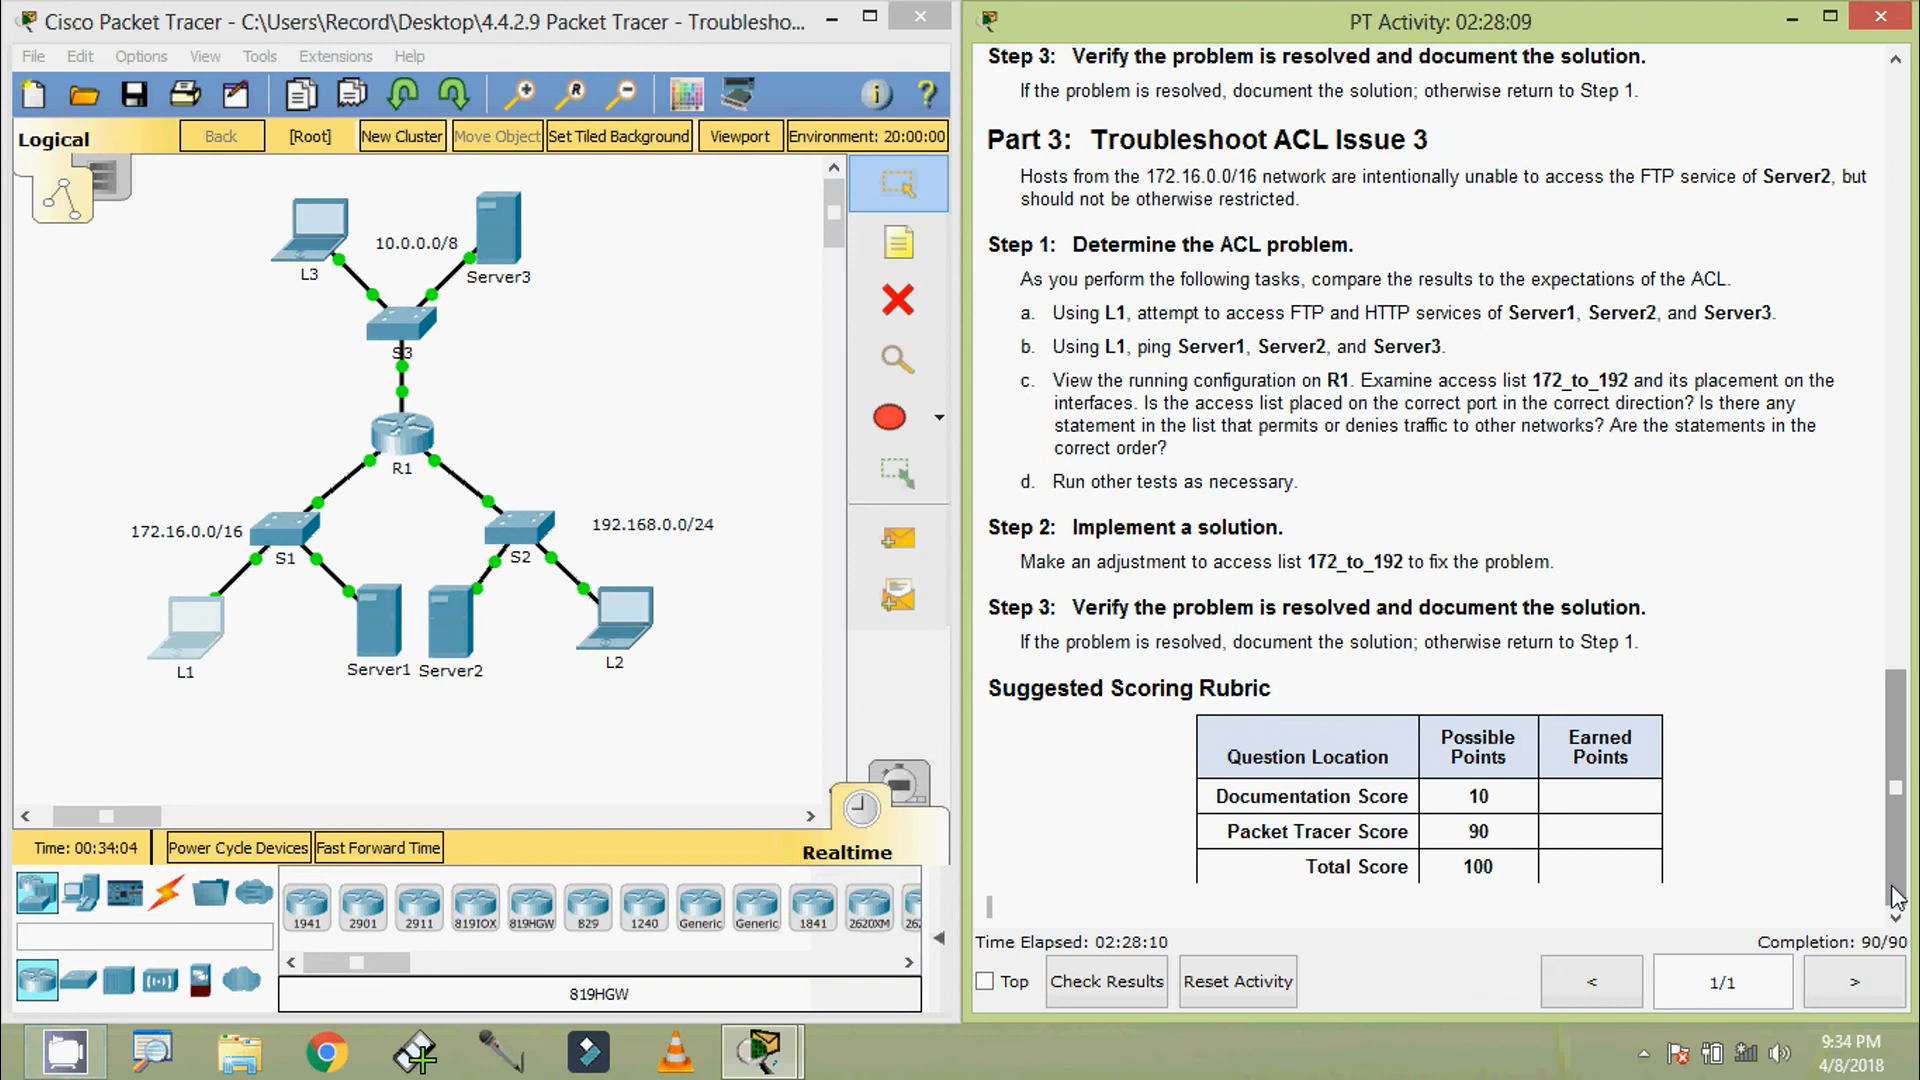 Cisco Packet Tracer - C:\Users\Record\Desktop\4.4.2.9 Packet Tracer - Troublesho...
File Edit Options View Tools Extensions Help
Logical
Back
[Root]
New Cluster
Move Object
Set Tiled Background
Viewport
Environment: 20:00:00
L3
10.0.0.0/8
Server3
S3
R1
172.16.0.0/16
S1
S2
192.168.0.0/24
L1
Server1
Server2
L2
Time: 00:34:04
Power Cycle Devices
Fast Forward Time
Realtime
1941
2901
2911
819IOX
819HGW
829
1240
Generic
Generic
1841
2620XM
819HGW
PT Activity: 02:28:09
Step 3: Verify the problem is resolved and document the solution.
If the problem is resolved, document the solution; otherwise return to Step 1.
Part 3: Troubleshoot ACL Issue 3
Hosts from the 172.16.0.0/16 network are intentionally unable to access the FTP service of Server2, but
should not be otherwise restricted.
Step 1: Determine the ACL problem.
As you perform the following tasks, compare the results to the expectations of the ACL.
a. Using L1, attempt to access FTP and HTTP services of Server1, Server2, and Server3.
b. Using L1, ping Server1, Server2, and Server3.
c. View the running configuration on R1. Examine access list 172_to_192 and its placement on the
interfaces. Is the access list placed on the correct port in the correct direction? Is there any
statement in the list that permits or denies traffic to other networks? Are the statements in the
correct order?
d. Run other tests as necessary.
Step 2: Implement a solution.
Make an adjustment to access list 172_to_192 to fix the problem.
Step 3: Verify the problem is resolved and document the solution.
If the problem is resolved, document the solution; otherwise return to Step 1.
Suggested Scoring Rubric
Question Location Possible Points Earned Points
Documentation Score 10
Packet Tracer Score 90
Total Score 100
Time Elapsed: 02:28:10
Completion: 90/90
Top
Check Results
Reset Activity
<
1/1
>
9:34 PM
4/8/2018